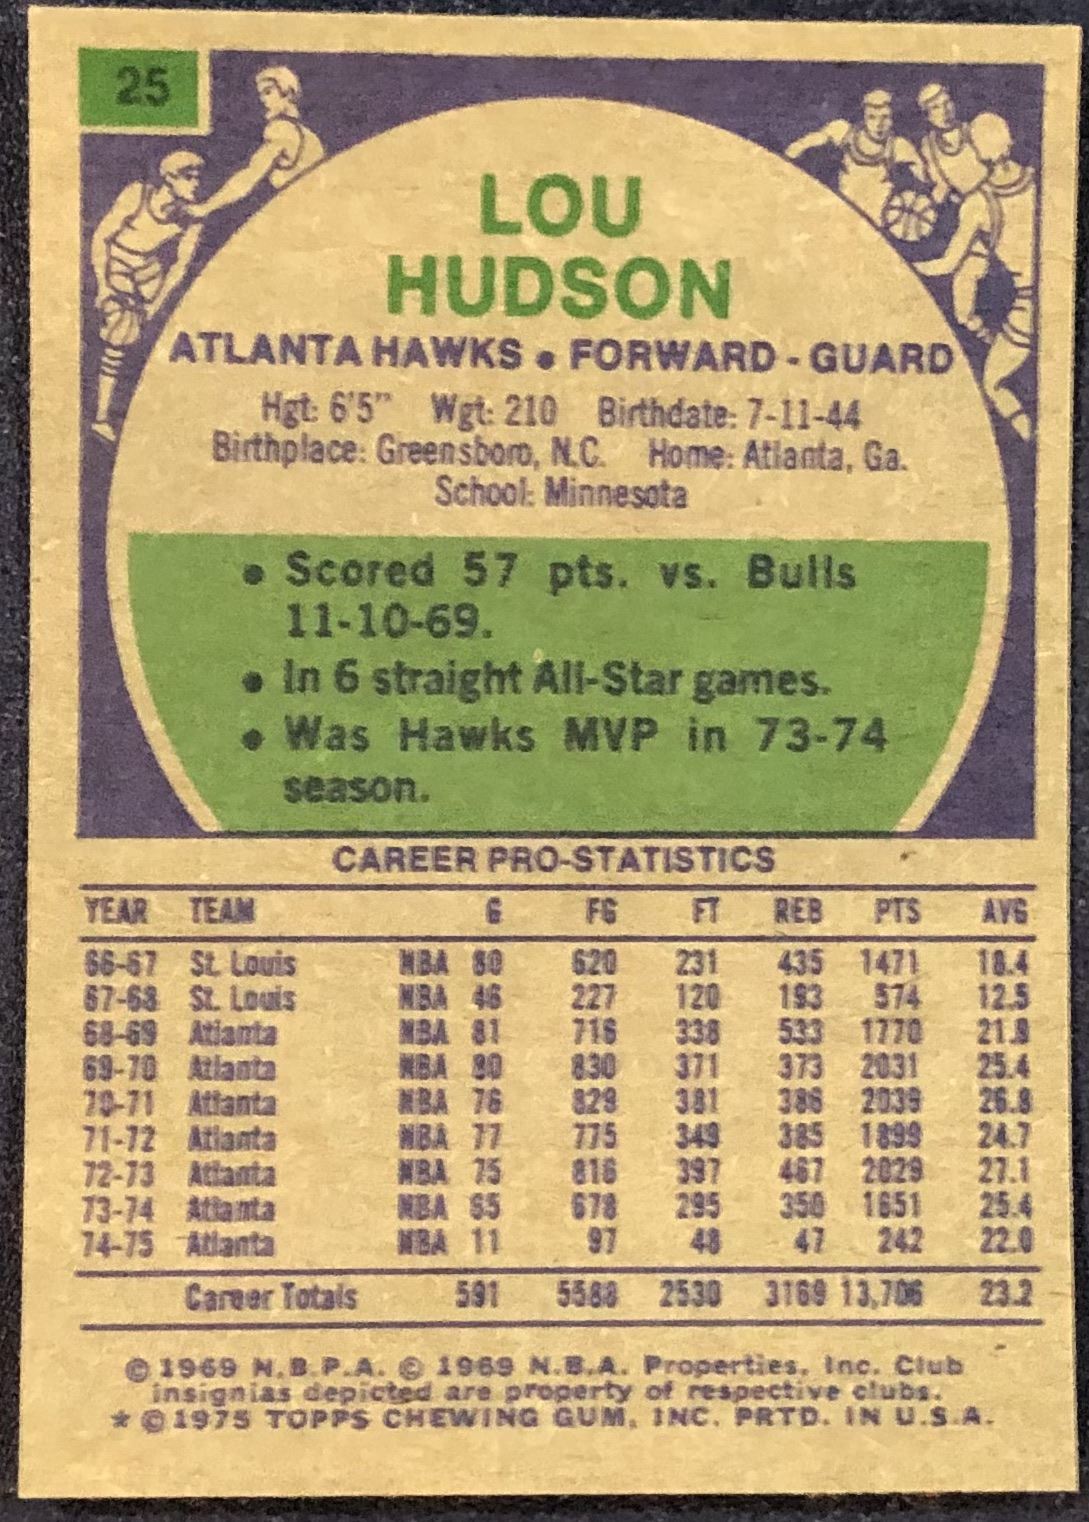 25
LOU
HUDSON
ATLANTA HAWKS • FORWARD - GUARD
Hgt: 6'5" Wgt: 210 Birthdate: 7-11-44
Birthplace: Greensboro, N.C. Home: Atlanta, Ga.
School: Minnesota
• Scored 57 pts. vs. Bulls
11-10-69.
• In 6 straight All-Star games.
• Was Hawks MVP in 73-74
season.
CAREER PRO-STATISTICS
YEAR TEAM G FG FT REB PTS AVG
66-67 St. Louis NBA 80 620 231 435 1471 18.4
67-68 St. Louis NBA 46 227 120 193 574 12.5
68-69 Atlanta NBA 81 716 338 533 1770 21.9
69-70 Atlanta NBA 80 830 371 373 2031 25.4
70-71 Atlanta NBA 76 829 381 386 2039 26.8
71-72 Atlanta NBA 77 775 349 385 1899 24.7
72-73 Atlanta NBA 75 816 397 467 2029 27.1
73-74 Atlanta NBA 65 678 295 350 1651 25.4
74-75 Atlanta NBA 11 97 48 47 242 22.0
Career Totals 591 5588 2530 3169 13,706 23.2
© 1969 N.B.P.A. © 1969 N.B.A. Properties, Inc. Club
insignias depicted are property of respective clubs.
* © 1975 TOPPS CHEWING GUM, INC. PRTD. IN U.S.A.